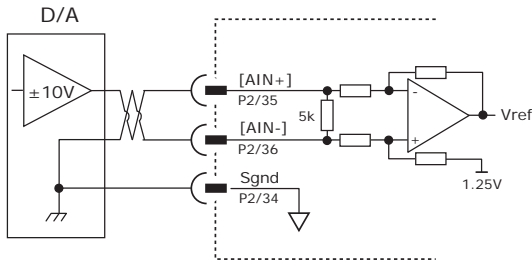 D/A
±10V
[AIN+]
P2/35
5k
[AIN-]
P2/36
Sgnd
P2/34
-
+
Vref
1.25V